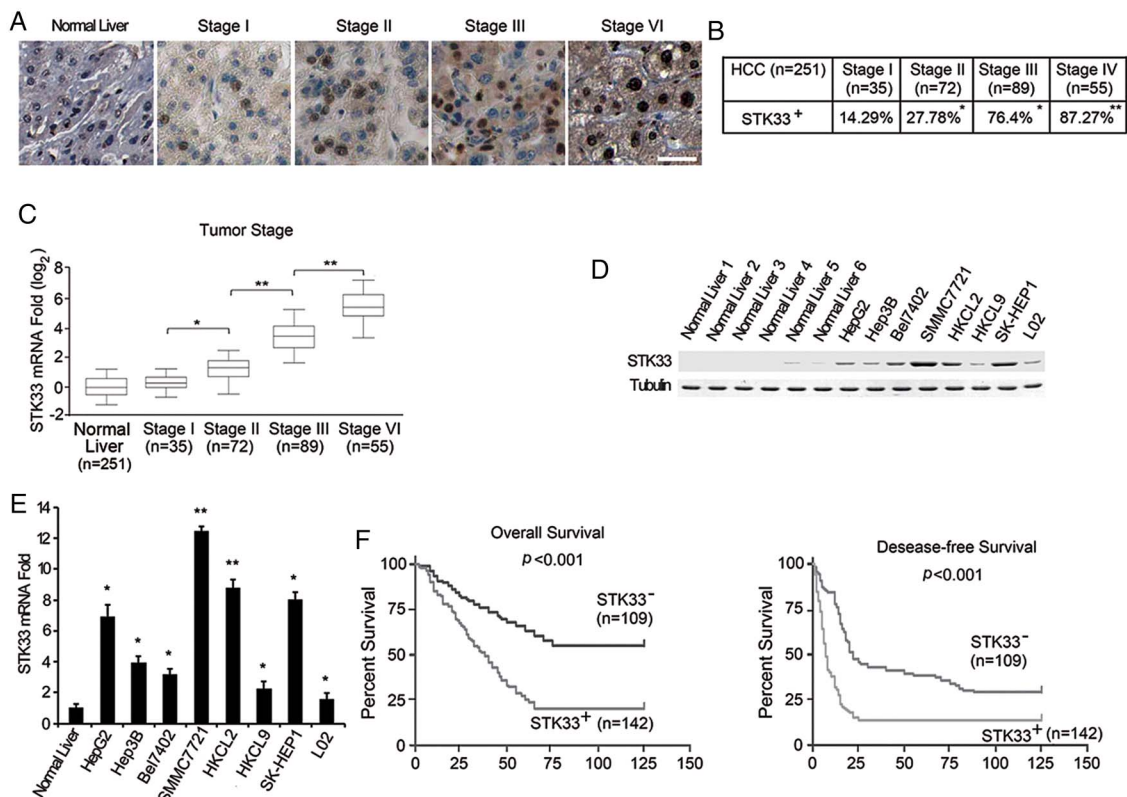 A
Normal Liver Stage I Stage II Stage III Stage VI
B
HCC (n=251) Stage I (n=35) Stage II (n=72) Stage III (n=89) Stage IV (n=55)
STK33+ 14.29% 27.78%* 76.4%* 87.27%**
C
Tumor Stage
STK33 mRNA Fold (log2)
8
6
4
2
0
-2
* ** **
Normal Liver (n=251) Stage I (n=35) Stage II (n=72) Stage III (n=89) Stage VI (n=55)
D
Normal Liver 1
Normal Liver 2
Normal Liver 3
Normal Liver 4
Normal Liver 5
Normal Liver 6
HepG2
Hep3B
Bel7402
SMMC7721
HKCL2
HKCL9
SK-HEP1
L02
STK33
Tubulin
E
STK33 mRNA Fold
14
12
10
8
6
4
2
0
* * * ** ** * * *
Normal Liver
HepG2
Hep3B
Bel7402
SMMC7721
HKCL2
HKCL9
SK-HEP1
L02
F
Overall Survival
p<0.001
Percent Survival
100
75
50
25
0
STK33-
(n=109)
STK33+ (n=142)
0 25 50 75 100 125 150
Desease-free Survival
p<0.001
Percent Survival
100
75
50
25
0
STK33-
(n=109)
STK33+ (n=142)
0 25 50 75 100 125 150